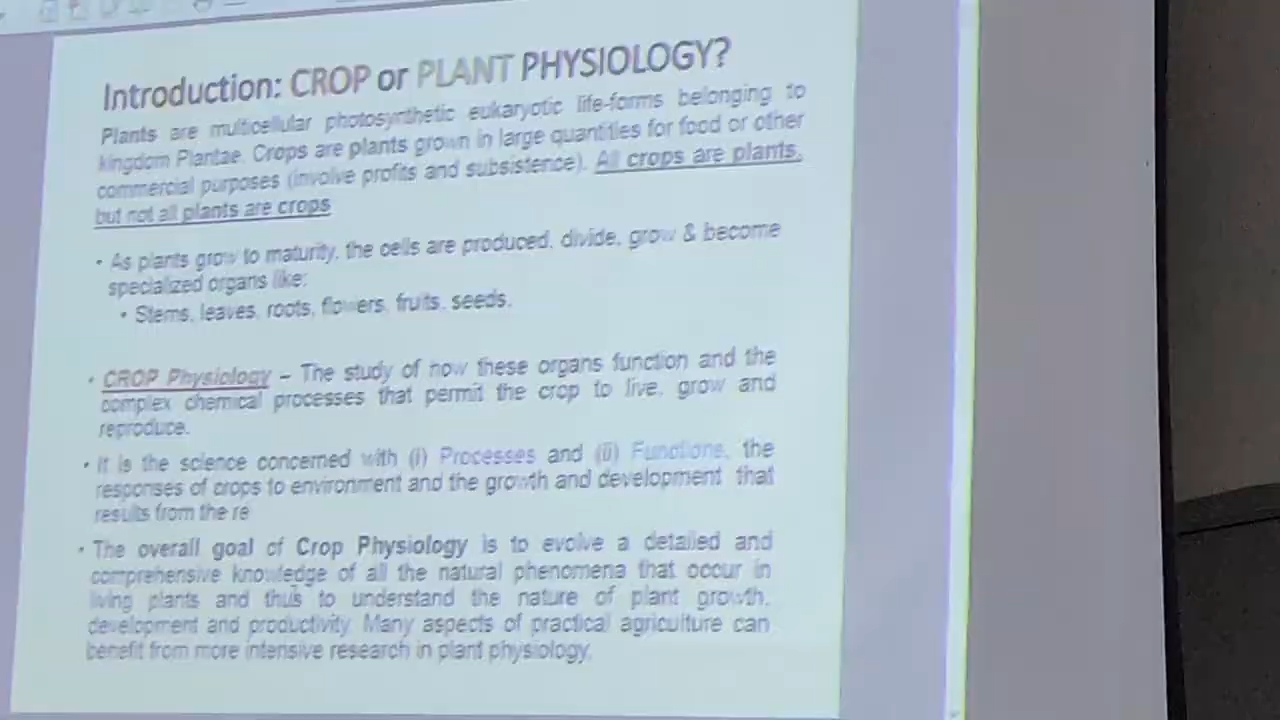 Introduction: CROP or PLANT PHYSIOLOGY?
Plants are multicellular photosynthetic eukaryotic life-forms belonging to
kingdom Plantae. Crops are plants grown in large quantities for food or other
commercial purposes (involve profits and subsistence). All crops are plants,
but not all plants are crops
• As plants grow to maturity, the cells are produced, divide, grow & become
specialized organs like:
• Stems, leaves, roots, flowers, fruits, seeds.
• CROP Physiology – The study of how these organs function and the
complex chemical processes that permit the crop to live, grow and
reproduce.
• It is the science concerned with (i) Processes and (ii) Functions, the
responses of crops to environment and the growth and development that
results from the re
• The overall goal of Crop Physiology is to evolve a detailed and
comprehensive knowledge of all the natural phenomena that occur in
living plants and thus to understand the nature of plant growth,
development and productivity. Many aspects of practical agriculture can
benefit from more intensive research in plant physiology.